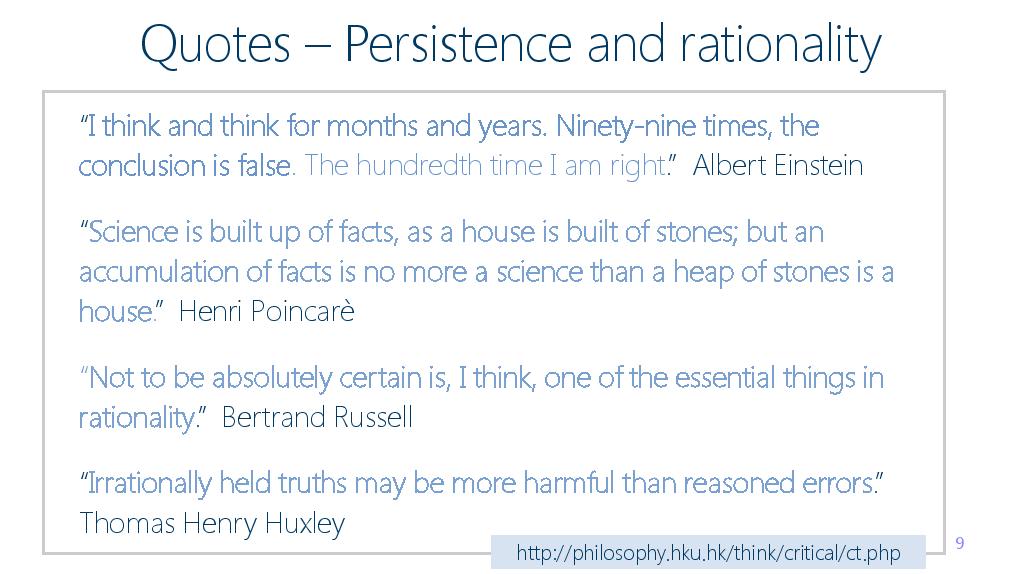 Quotes – Persistence and rationality
“I think and think for months and years. Ninety-nine times, the
conclusion is false. The hundredth time I am right.” Albert Einstein
“Science is built up of facts, as a house is built of stones; but an
accumulation of facts is no more a science than a heap of stones is a
house.” Henri Poincarè
“Not to be absolutely certain is, I think, one of the essential things in
rationality.” Bertrand Russell
“Irrationally held truths may be more harmful than reasoned errors.”
Thomas Henry Huxley
http://philosophy.hku.hk/think/critical/ct.php
9